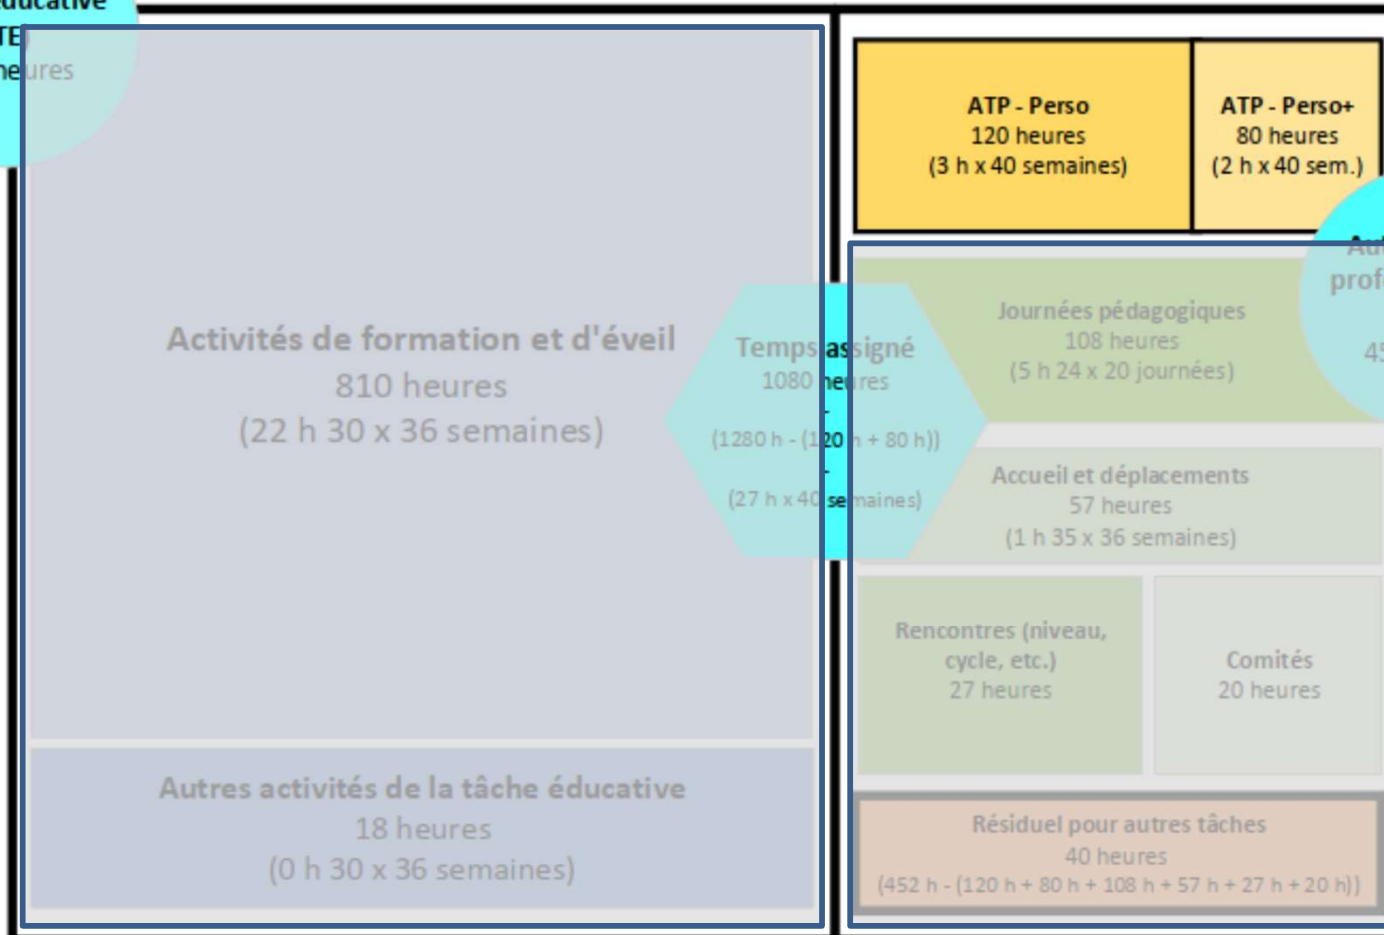 éducative
TE)
heures
Activités de formation et d'éveil
810 heures
(22 h 30 x 36 semaines)
Autres activités de la tâche éducative
18 heures
(0 h 30 x 36 semaines)
Temps assigné
1080 heures
-
(1280 h - (120 h + 80 h))
-
(27 h x 40 semaines)
ATP - Perso
120 heures
(3 h x 40 semaines)
ATP - Perso+
80 heures
(2 h x 40 sem.)
Journées pédagogiques
108 heures
(5 h 24 x 20 journées)
Accueil et déplacements
57 heures
(1 h 35 x 36 semaines)
Rencontres (niveau,
cycle, etc.)
27 heures
Comités
20 heures
Résiduel pour autres tâches
40 heures
(452 h - (120 h + 80 h + 108 h + 57 h + 27 h + 20 h))